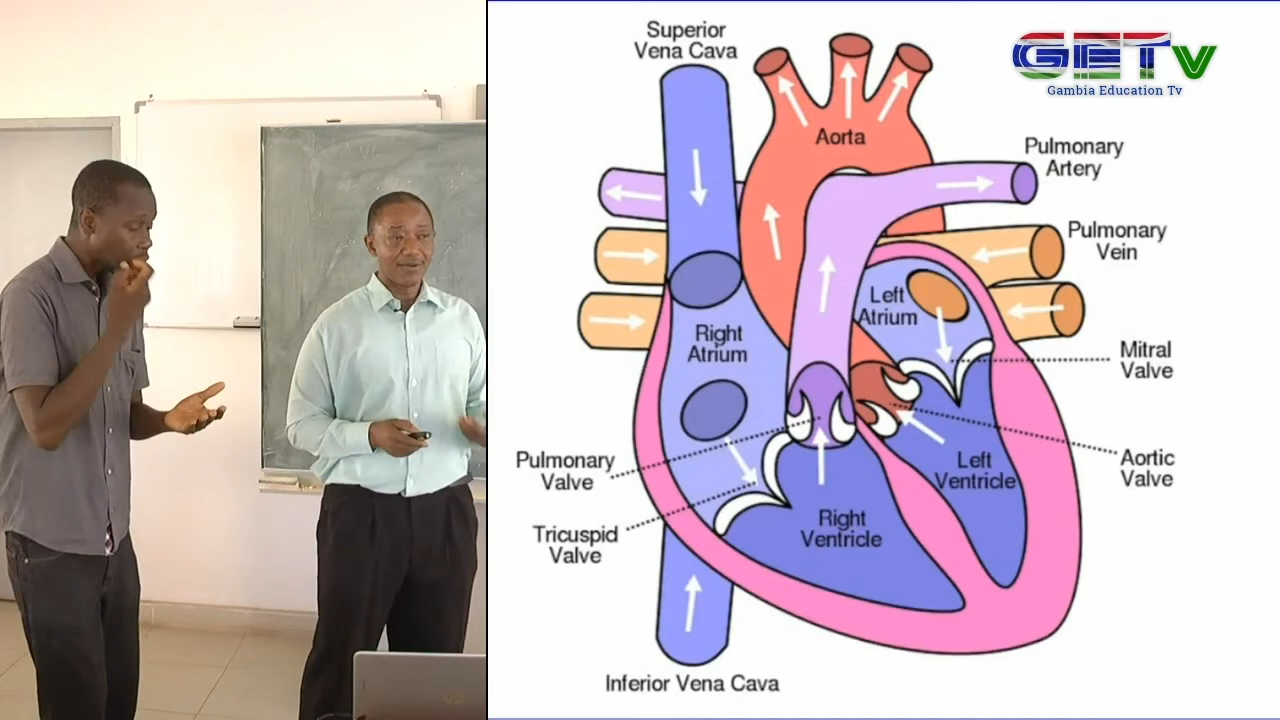 Superior
Vena Cava
GETV
Gambia Education Tv
Aorta
Pulmonary
Artery
Pulmonary
Vein
Left
Atrium
Right
Atrium
Mitral
Valve
Pulmonary
Valve
Left
Ventricle
Aortic
Valve
Tricuspid
Valve
Right
Ventricle
Inferior Vena Cava